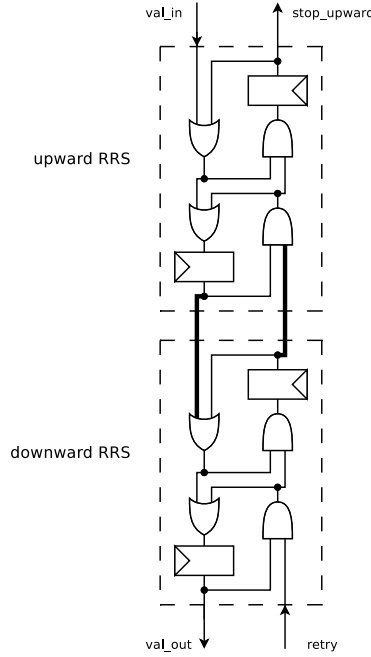 val_in
stop_upward
upward RRS
downward RRS
val_out
retry